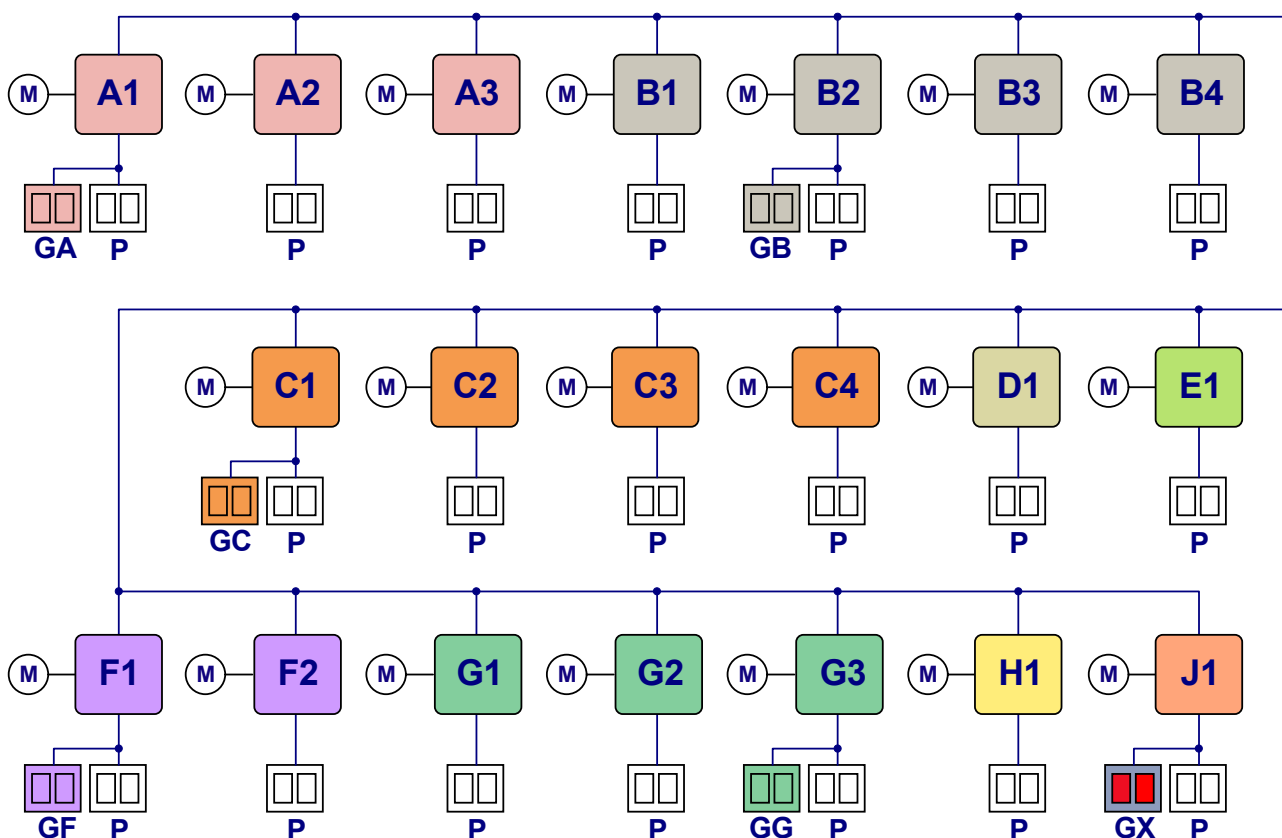 M A1 M A2 M A3 M B1 M B2 M B3 M B4
GA P P P P GB P P P
M C1 M C2 M C3 M C4 M D1 M E1
GC P P P P P P
M F1 M F2 M G1 M G2 M G3 M H1 M J1
GF P P P P GG P P GX P